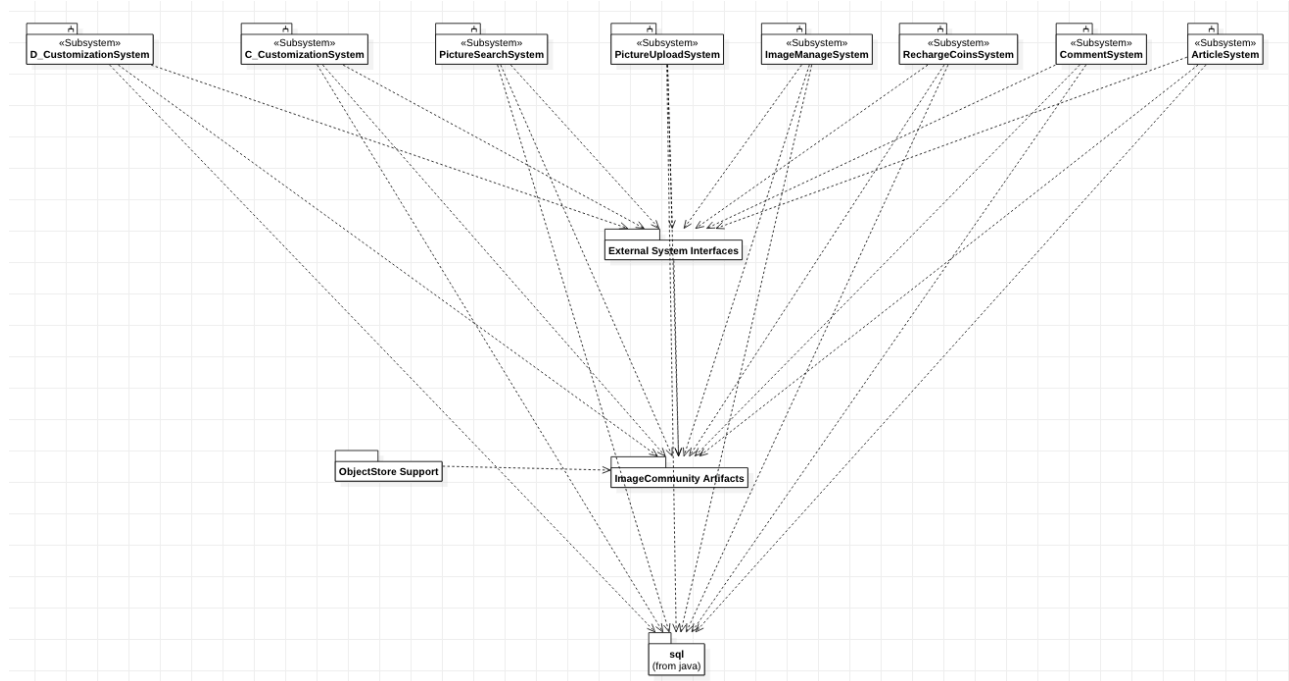 «Subsystem»
D_CustomizationSystem
«Subsystem»
C_CustomizationSystem
«Subsystem»
PictureSearchSystem
«Subsystem»
PictureUploadSystem
«Subsystem»
ImageManageSystem
«Subsystem»
RechargeCoinsSystem
«Subsystem»
CommentSystem
«Subsystem»
ArticleSystem
External System Interfaces
ObjectStore Support
ImageCommunity Artifacts
sql
(from java)